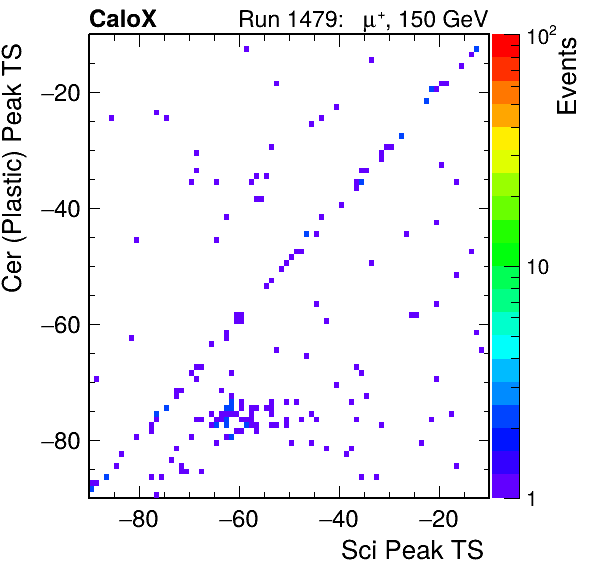 CaloX Run 1479: μ⁺, 150 GeV
Cer (Plastic) Peak TS
−20
−40
−60
−80
−80 −60 −40 −20
Sci Peak TS
10²
10
1
Events